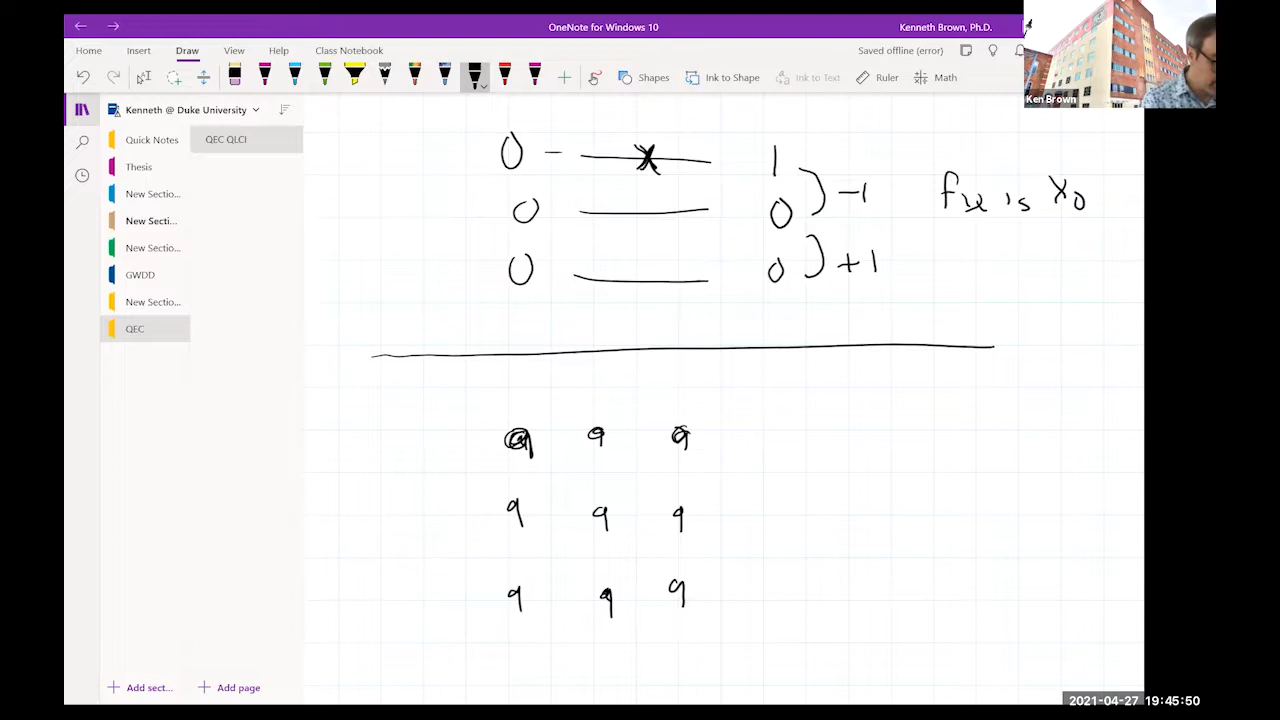 OneNote for Windows 10
Kenneth Brown, Ph.D.
Home Insert Draw View Help Class Notebook
Saved offline (error)
Shapes Ink to Shape Ink to Text Ruler Math
Ken Brown
Kenneth @ Duke University
Quick Notes
Thesis
New Section...
New Secti...
New Section...
GWDD
New Section...
QEC
QEC QLCI
0 - X 1
-1 fix is X0
0 0
+1
0 0
q q q
q q q
q q q
Add sect...
Add page
2021-04-27 19:45:50